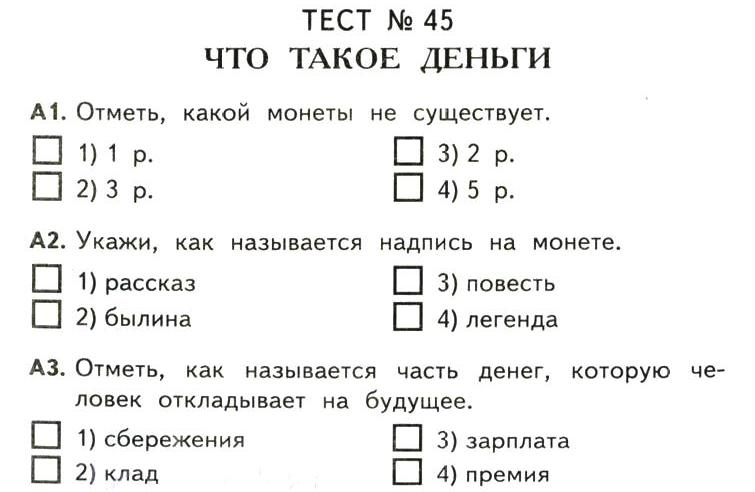 ТЕСТ № 45
ЧТО ТАКОЕ ДЕНЬГИ
А1. Отметь, какой монеты не существует.
1) 1 р. 3) 2 р.
2) 3 р. 4) 5 р.
А2. Укажи, как называется надпись на монете.
1) рассказ 3) повесть
2) былина 4) легенда
А3. Отметь, как называется часть денег, которую че-
ловек откладывает на будущее.
1) сбережения 3) зарплата
2) клад 4) премия